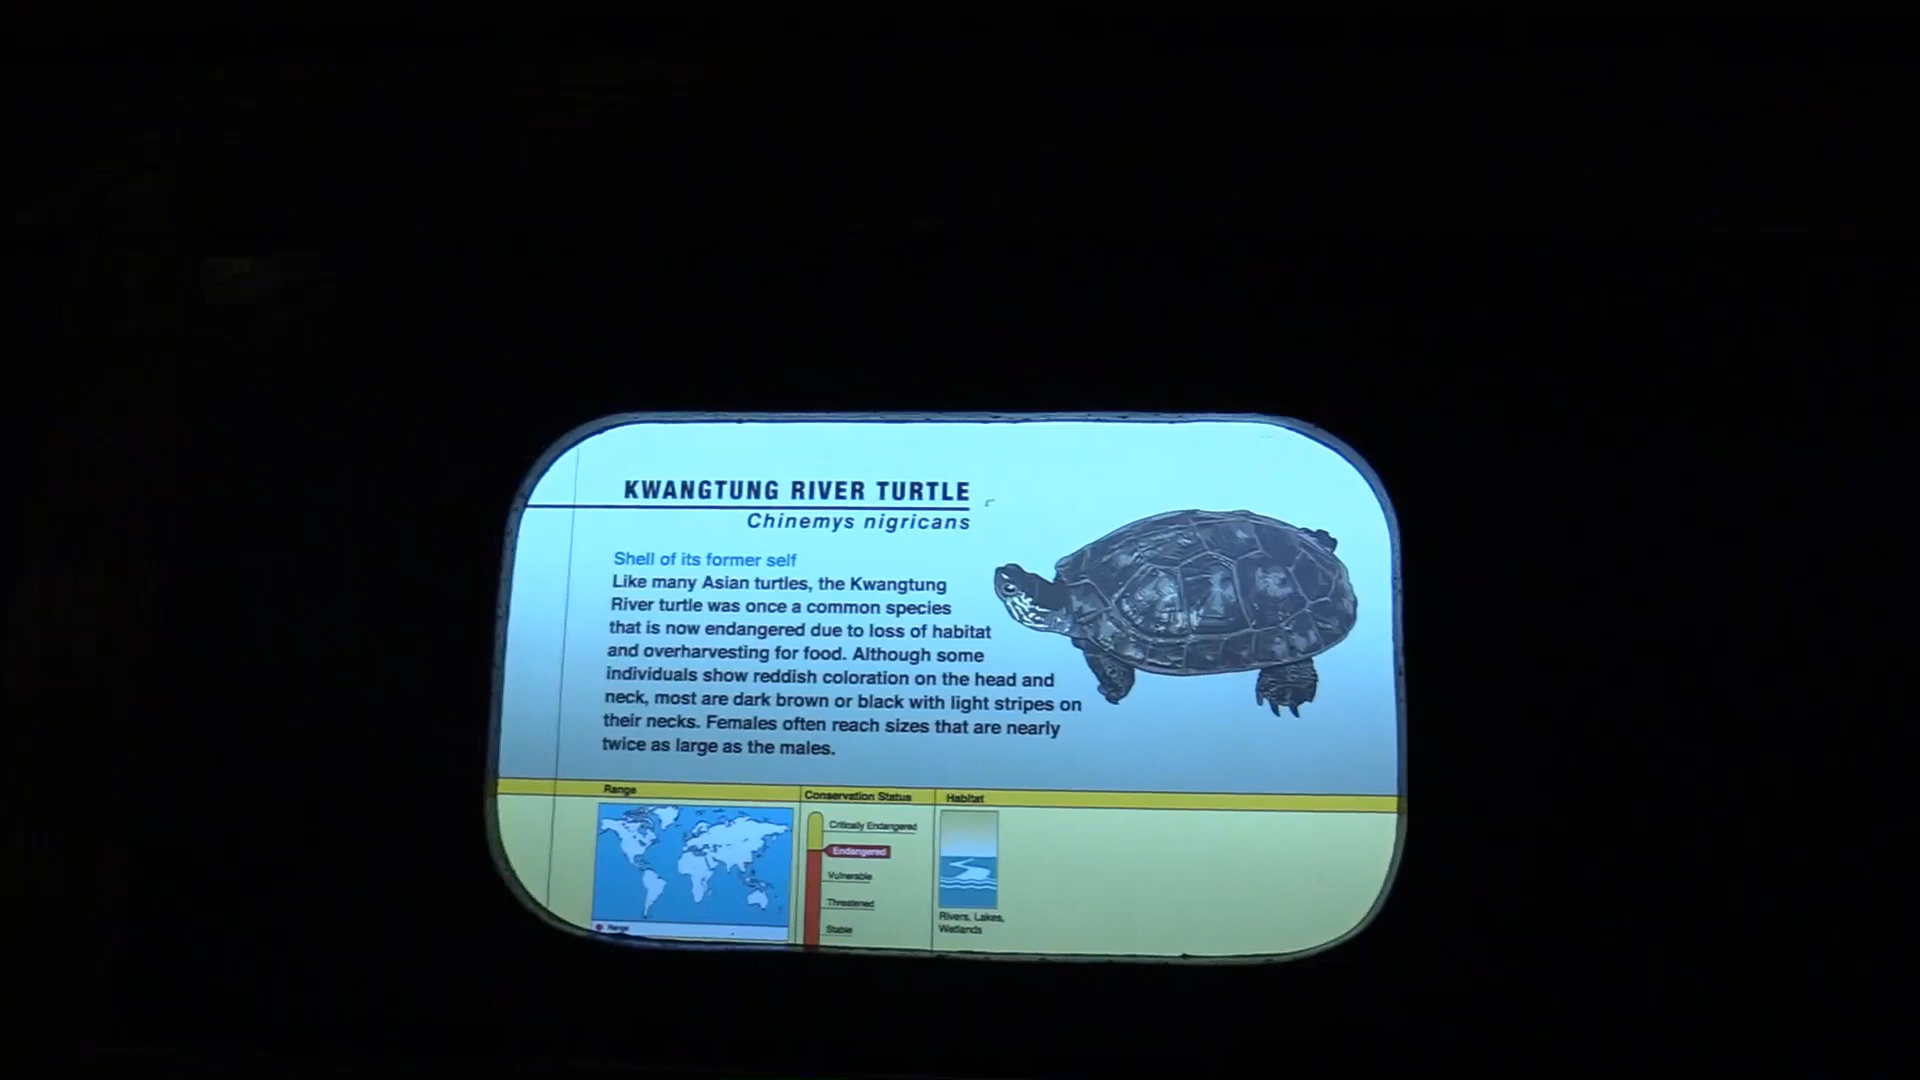 KWANGTUNG RIVER TURTLE
Chinemys nigricans
Shell of its former self
Like many Asian turtles, the Kwangtung
River turtle was once a common species
that is now endangered due to loss of habitat
and overharvesting for food. Although some
individuals show reddish coloration on the head and
neck, most are dark brown or black with light stripes on
their necks. Females often reach sizes that are nearly
twice as large as the males.
Range
Conservation Status
Habitat
Critically Endangered
Endangered
Vulnerable
Threatened
Stable
Range
Rivers, Lakes,
Wetlands